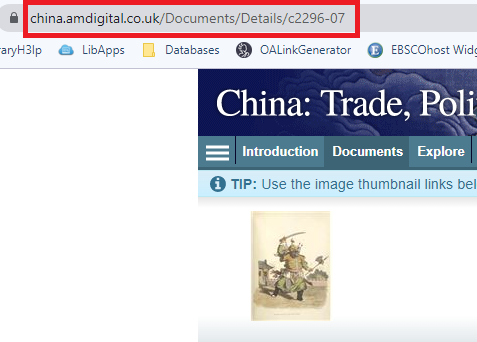 china.amdigital.co.uk/Documents/Details/c2296-07
raryH3lp LibApps Databases OALinkGenerator EBSCOhost Widg
China: Trade, Poli
Introduction Documents Explore
TIP: Use the image thumbnail links bel